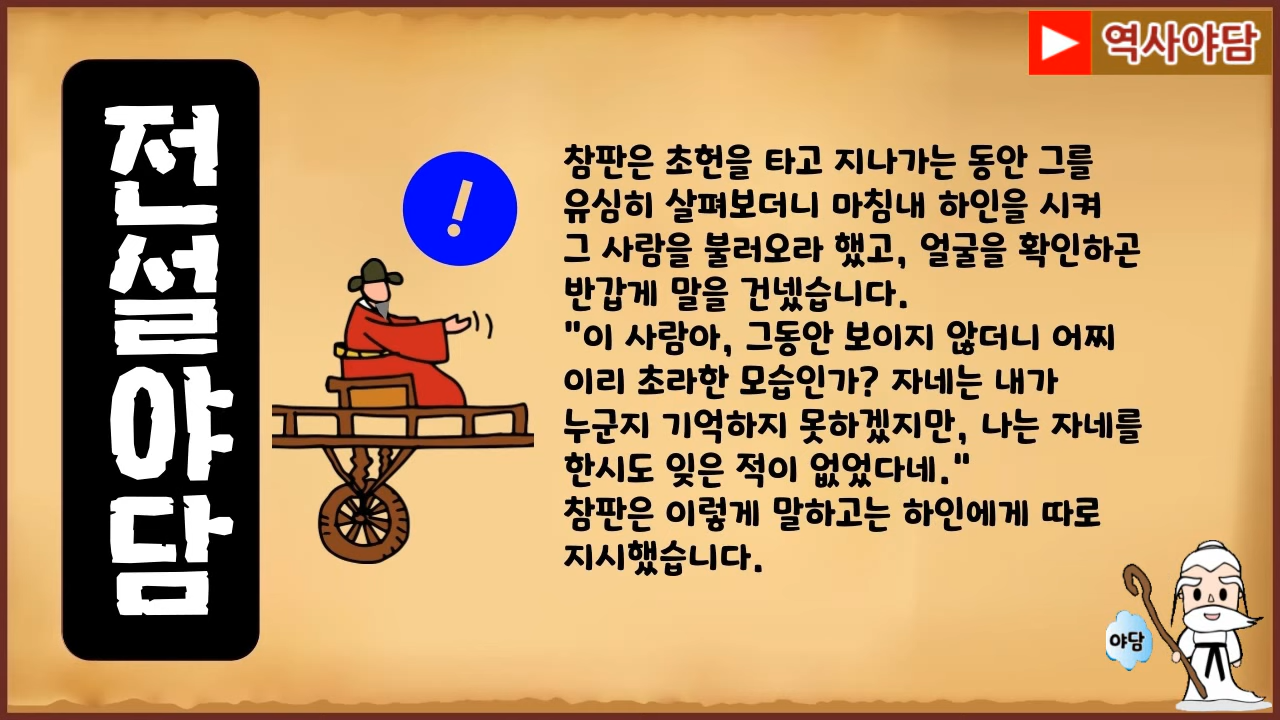 역사야담
전설야담
!
참판은 초헌을 타고 지나가는 동안 그를
유심히 살펴보더니 마침내 하인을 시켜
그 사람을 불러오라 했고, 얼굴을 확인하곤
반갑게 말을 건넸습니다.
"이 사람아, 그동안 보이지 않더니 어찌
이리 초라한 모습인가? 자네는 내가
누군지 기억하지 못하겠지만, 나는 자네를
한시도 잊은 적이 없었다네."
참판은 이렇게 말하고는 하인에게 따로
지시했습니다.
야담